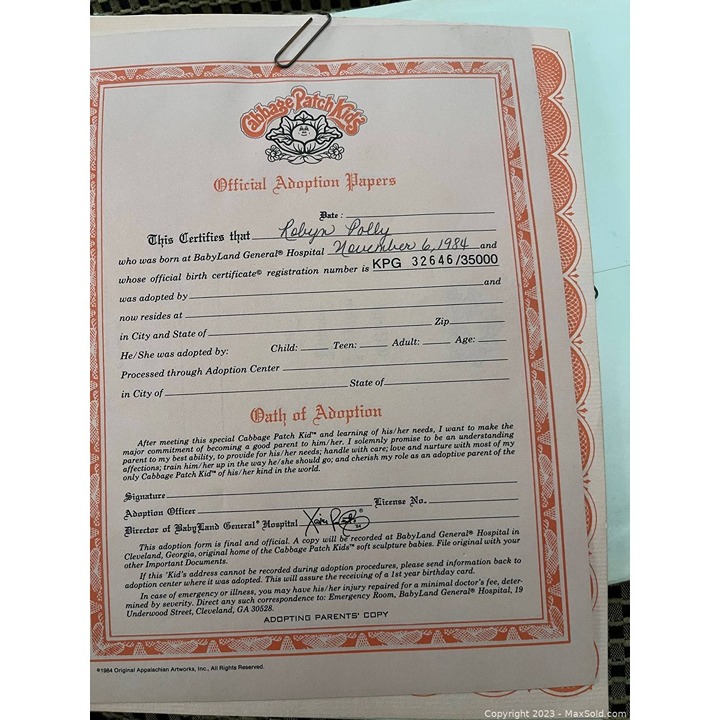 Cabbage Patch Kids
Official Adoption Papers
Date :
This Certifies that Robyn Polly
who was born at BabyLand General® Hospital November 6, 1984 and
whose official birth certificate© registration number is KPG 32646/35000
was adopted by and
now resides at
in City and State of Zip
He/She was adopted by: Child: Teen: Adult: Age:
Processed through Adoption Center
in City of State of
Oath of Adoption
After meeting this special Cabbage Patch Kid™ and learning of his/her needs, I want to make the
major commitment of becoming a good parent to him/her. I solemnly promise to be an understanding
parent to my best ability, to provide for his/her needs; handle with care; love and nurture with most of my
affections; train him/her up in the way he/she should go; and cherish my role as an adoptive parent of the
only Cabbage Patch Kid™ of his/her kind in the world.
Signature
Adoption Officer License No.
Director of BabyLand General® Hospital
This adoption form is final and official. A copy will be recorded at BabyLand General® Hospital in
Cleveland, Georgia, original home of the Cabbage Patch Kids™ soft sculpture babies. File original with your
other Important Documents.
If this 'Kid's address cannot be recorded during adoption procedures, please send information back to
adoption center where it was adopted. This will assure the receiving of a 1st year birthday card.
In case of emergency or illness, you may have his/her injury repaired for a minimal doctor's fee, deter-
mined by severity. Direct any such correspondence to: Emergency Room, BabyLand General® Hospital, 19
Underwood Street, Cleveland, GA 30528.
ADOPTING PARENTS' COPY
©1984 Original Appalachian Artworks, Inc., All Rights Reserved.
Copyright 2023 - MaxSold.com